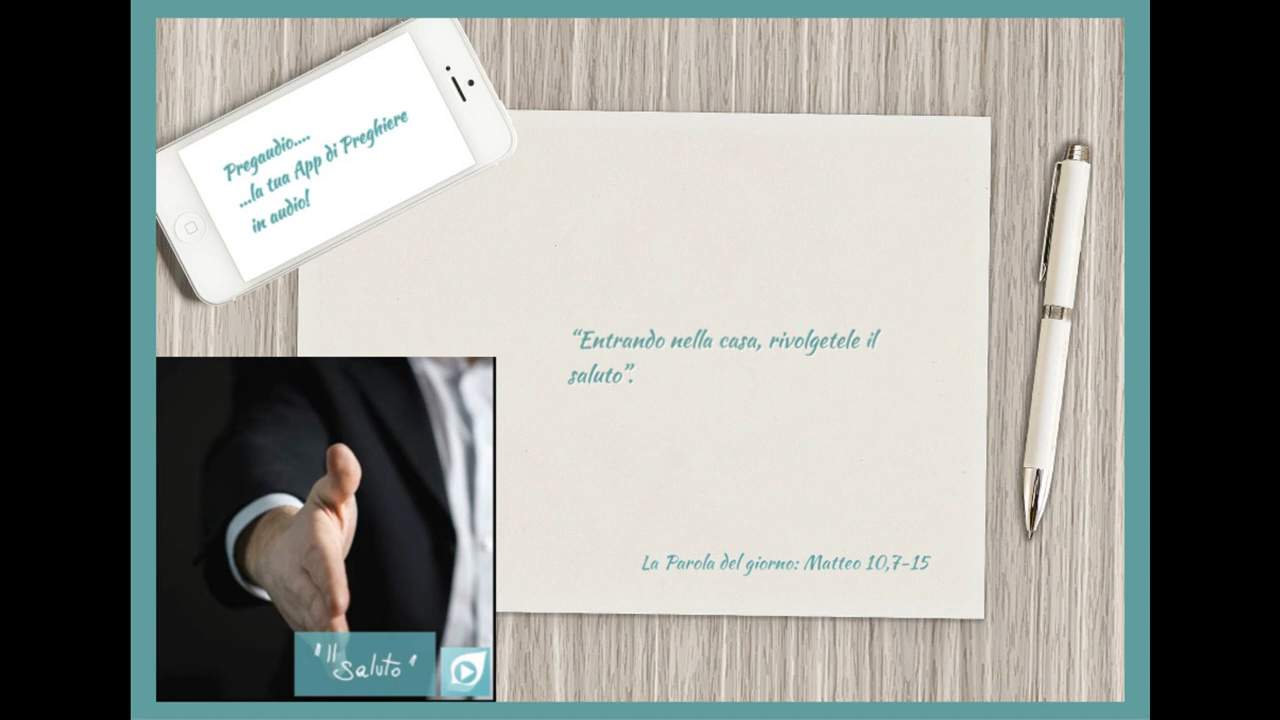 Pregaudio....
...la tua App di Preghiere
in audio!
“Entrando nella casa, rivolgetele il
saluto”.
La Parola del giorno: Matteo 10,7-15
"Il
Saluto"